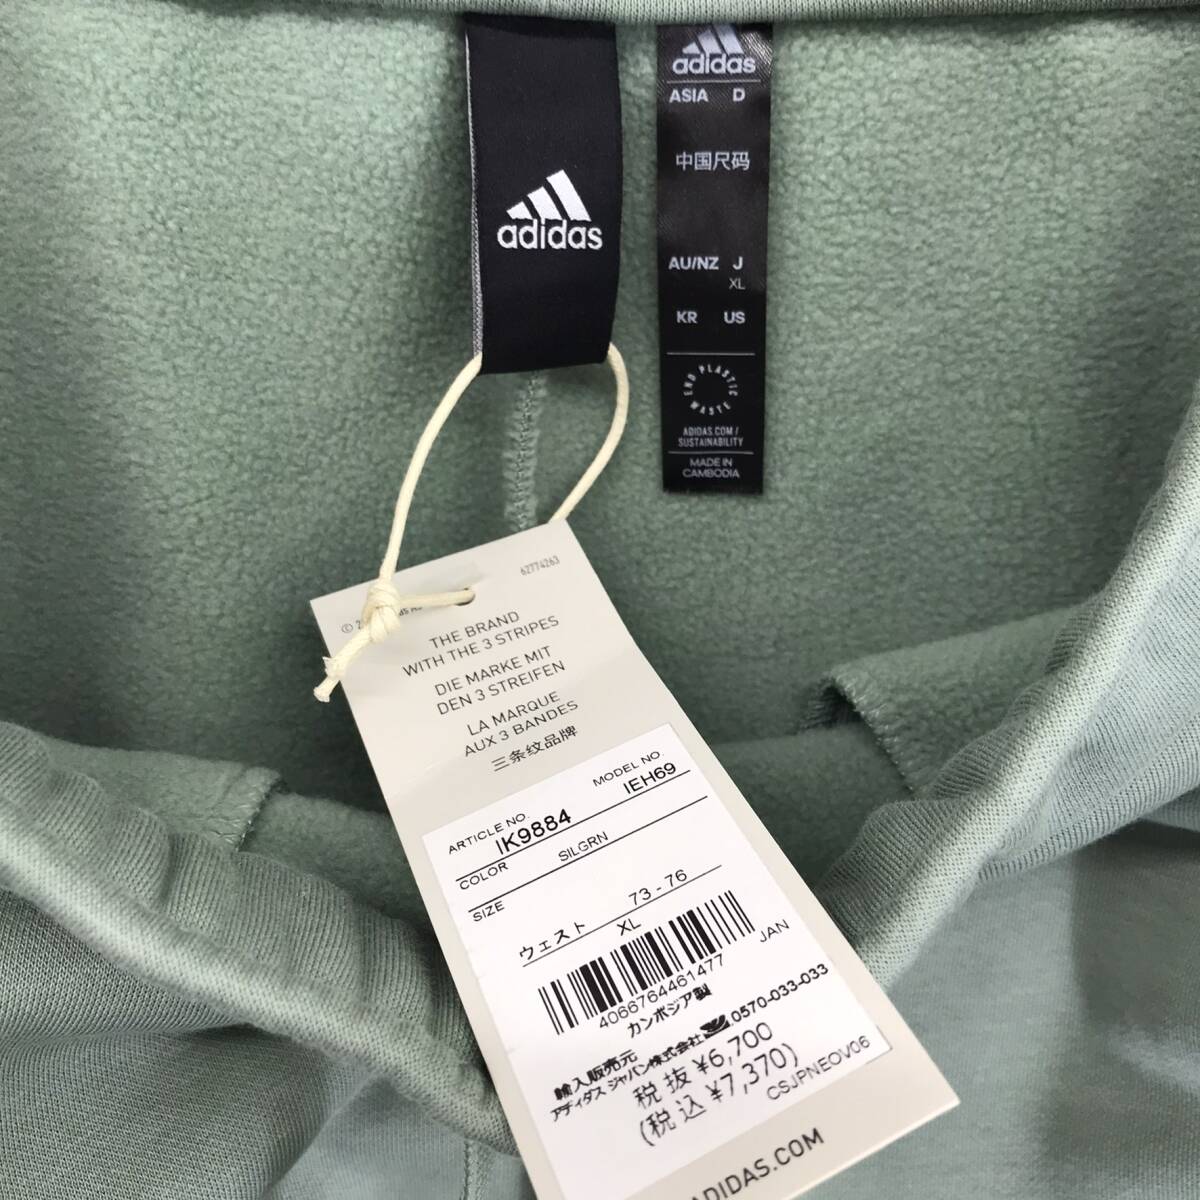 adidas
adidas
ASIA D
中国尺码
AU/NZ J
XL
KR US
END PLASTIC WASTE
ADIDAS.COM/
SUSTAINABILITY
MADE IN
CAMBODIA
62774263
THE BRAND
WITH THE 3 STRIPES
DIE MARKE MIT
DEN 3 STREIFEN
LA MARQUE
AUX 3 BANDES
三条纹品牌
ARTICLE NO. MODEL NO.
IK9884 IEH69
COLOR SILGRN
SIZE
ウェスト 73-76
XL
JAN
4066764461477
カンボジア製
輸入販売元
アディダス ジャパン株式会社 0570-033-033
税抜 ¥6,700
(税込 ¥7,370)
CSJPNEOV06
ADIDAS.COM